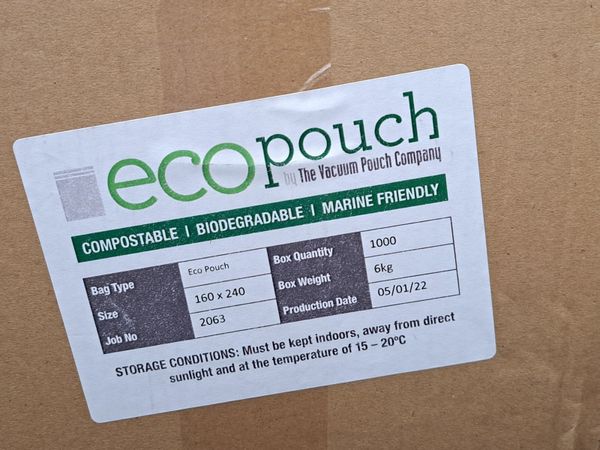 ecopouch
by The Vacuum Pouch Company
COMPOSTABLE | BIODEGRADABLE | MARINE FRIENDLY
Bag Type Eco Pouch Box Quantity 1000
Size 160 x 240 Box Weight 6kg
Job No 2063 Production Date 05/01/22
STORAGE CONDITIONS: Must be kept indoors, away from direct
sunlight and at the temperature of 15 – 20ºC